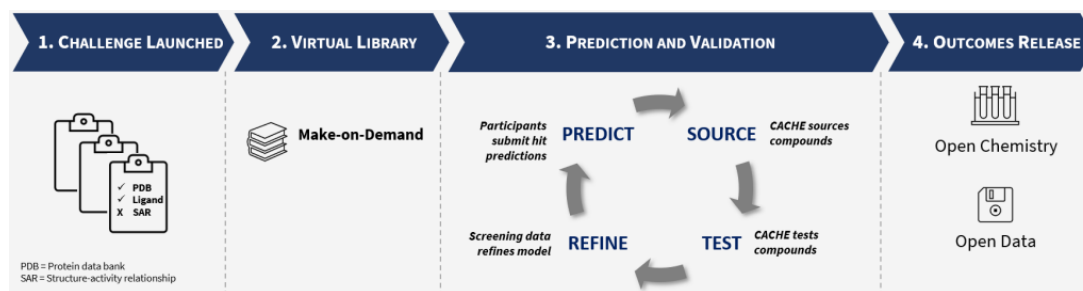 1. CHALLENGE LAUNCHED
2. VIRTUAL LIBRARY
3. PREDICTION AND VALIDATION
4. OUTCOMES RELEASE
✓ PDB
✓ Ligand
X SAR
PDB = Protein data bank
SAR = Structure-activity relationship
Make-on-Demand
Participants
submit hit
predictions
PREDICT
SOURCE
CACHE sources
compounds
Screening data
refines model
REFINE
TEST
CACHE tests
compounds
Open Chemistry
Open Data